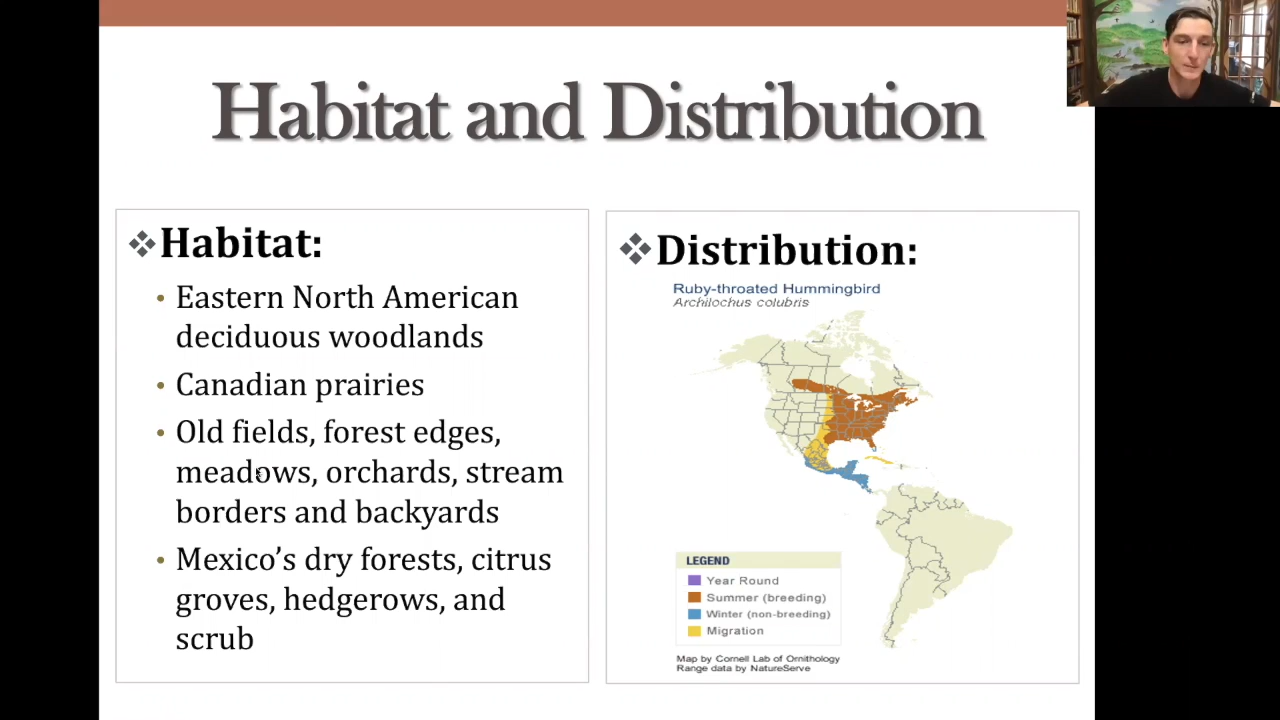 Habitat and Distribution
Habitat:
Eastern North American
deciduous woodlands
Canadian prairies
Old fields, forest edges,
meadows, orchards, stream
borders and backyards
Mexico’s dry forests, citrus
groves, hedgerows, and
scrub
Distribution:
Ruby-throated Hummingbird
Archilochus colubris
LEGEND
Year Round
Summer (breeding)
Winter (non-breeding)
Migration
Map by Cornell Lab of Ornithology
Range data by NatureServe